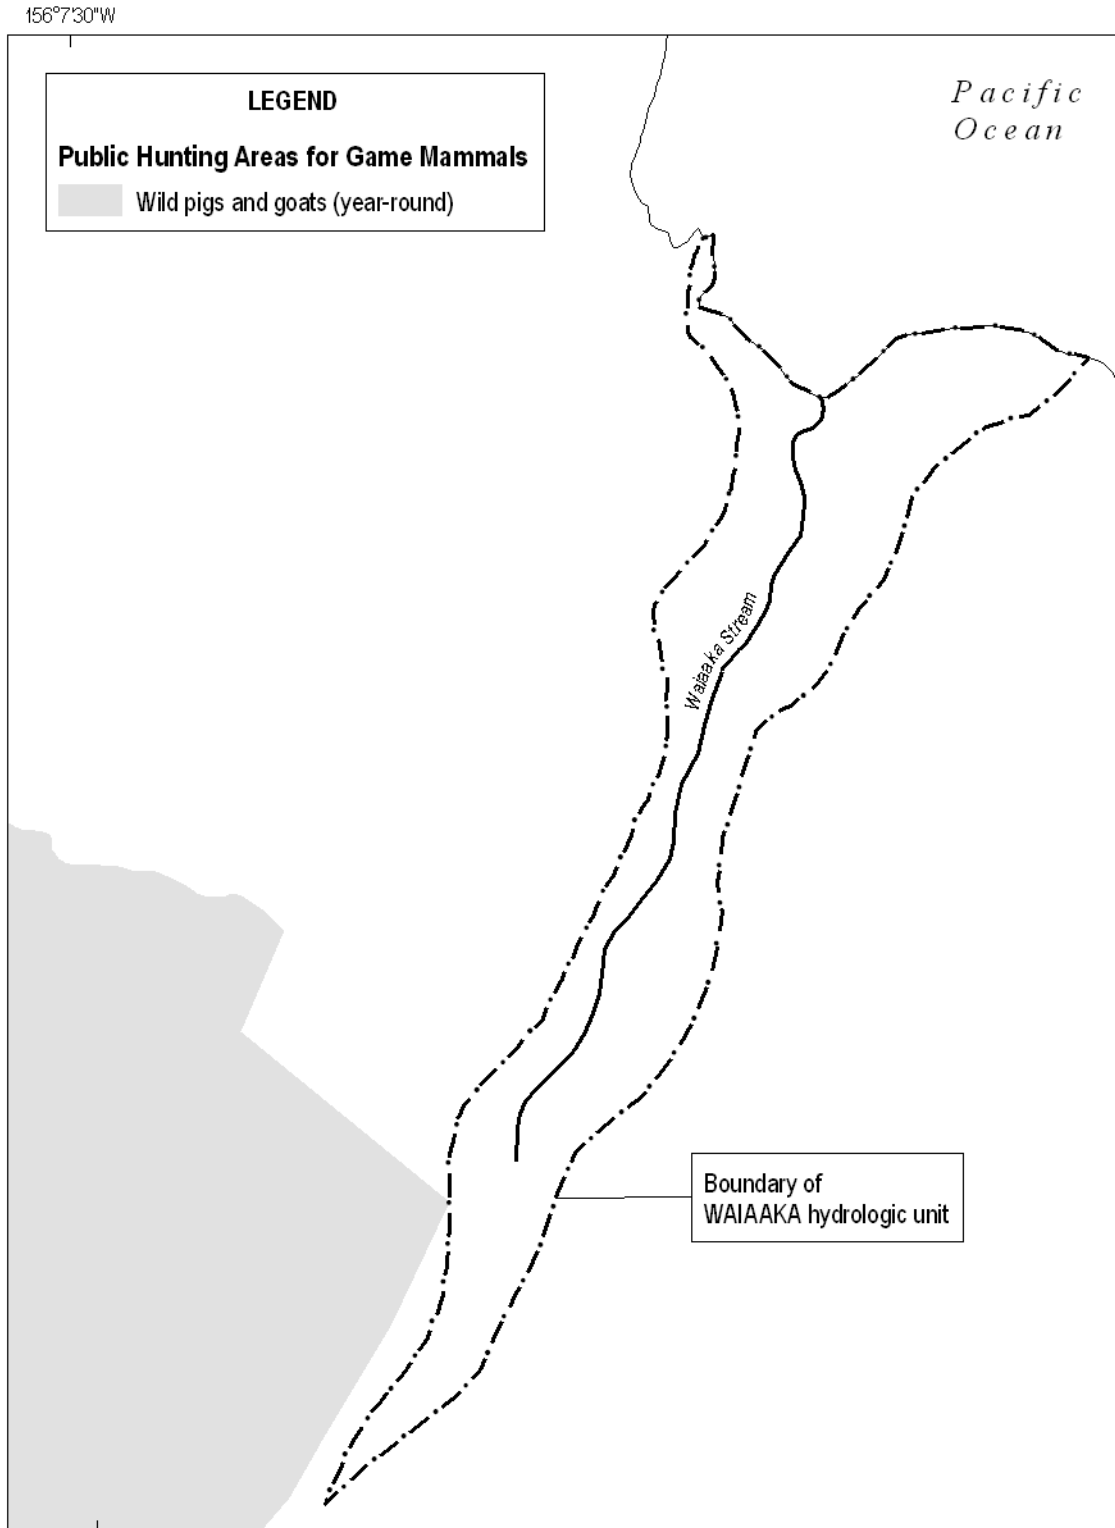 156°7'30"W
LEGEND
Public Hunting Areas for Game Mammals
Wild pigs and goats (year-round)
Pacific
Ocean
Waiaaka Stream
Boundary of
WAIAAKA hydrologic unit